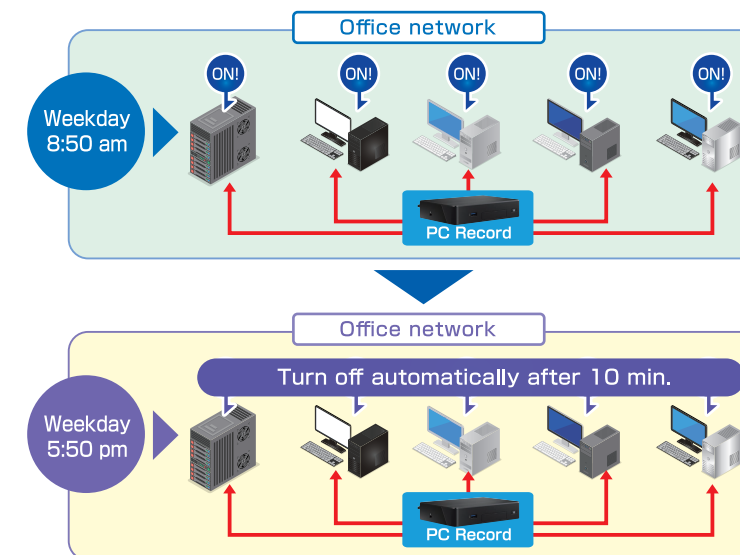 Office network
ON!
ON!
ON!
ON!
ON!
Weekday
8:50 am
PC Record
Office network
Turn off automatically after 10 min.
Weekday
5:50 pm
PC Record